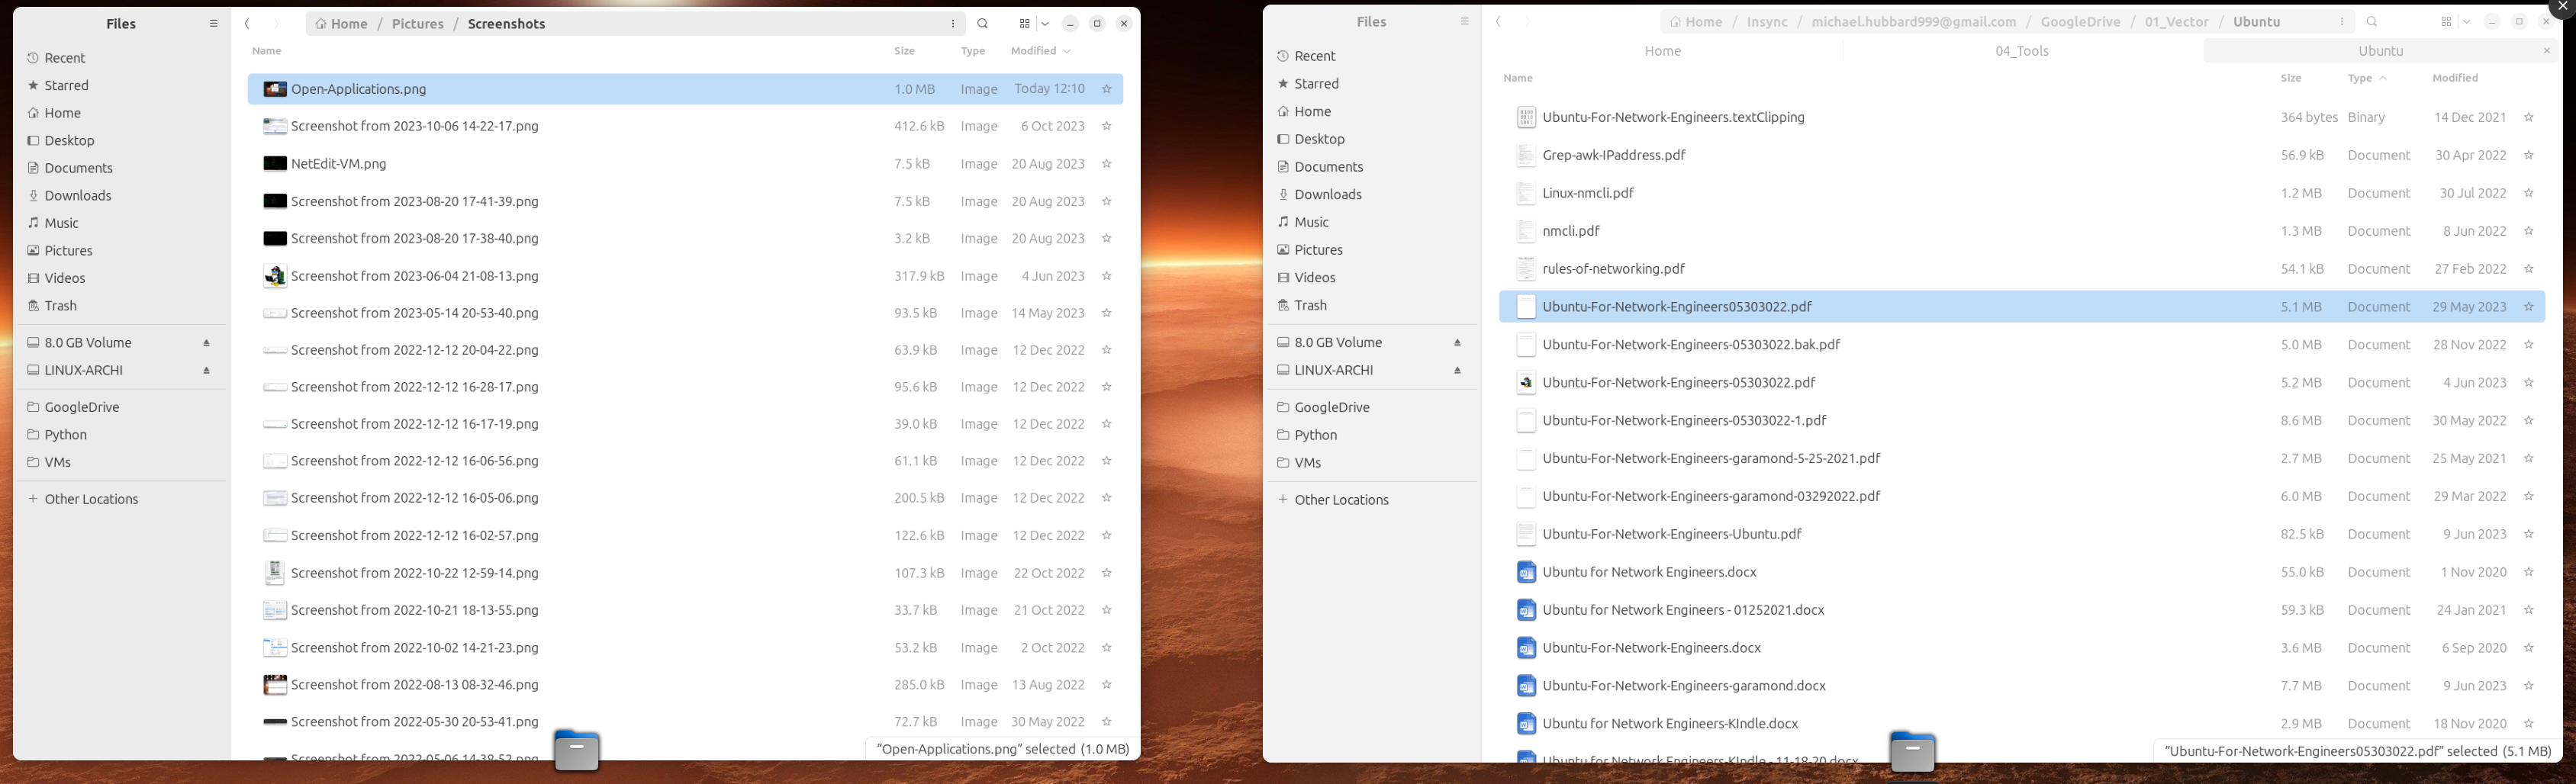 Files
Home / Pictures / Screenshots
Recent
Starred
Home
Desktop
Documents
Downloads
Music
Pictures
Videos
Trash
8.0 GB Volume
LINUX-ARCHI
GoogleDrive
Python
VMs
+ Other Locations
Name Size Type Modified
Open-Applications.png 1.0 MB Image Today 12:10
Screenshot from 2023-10-06 14-22-17.png 412.6 kB Image 6 Oct 2023
NetEdit-VM.png 7.5 kB Image 20 Aug 2023
Screenshot from 2023-08-20 17-41-39.png 7.5 kB Image 20 Aug 2023
Screenshot from 2023-08-20 17-38-40.png 3.2 kB Image 20 Aug 2023
Screenshot from 2023-06-04 21-08-13.png 317.9 kB Image 4 Jun 2023
Screenshot from 2023-05-14 20-53-40.png 93.5 kB Image 14 May 2023
Screenshot from 2022-12-12 20-04-22.png 63.9 kB Image 12 Dec 2022
Screenshot from 2022-12-12 16-28-17.png 95.6 kB Image 12 Dec 2022
Screenshot from 2022-12-12 16-17-19.png 39.0 kB Image 12 Dec 2022
Screenshot from 2022-12-12 16-06-56.png 61.1 kB Image 12 Dec 2022
Screenshot from 2022-12-12 16-05-06.png 200.5 kB Image 12 Dec 2022
Screenshot from 2022-12-12 16-02-57.png 122.6 kB Image 12 Dec 2022
Screenshot from 2022-10-22 12-59-14.png 107.3 kB Image 22 Oct 2022
Screenshot from 2022-10-21 18-13-55.png 33.7 kB Image 21 Oct 2022
Screenshot from 2022-10-02 14-21-23.png 53.2 kB Image 2 Oct 2022
Screenshot from 2022-08-13 08-32-46.png 285.0 kB Image 13 Aug 2022
Screenshot from 2022-05-30 20-53-41.png 72.7 kB Image 30 May 2022
Screenshot from 2022-05-06 14-38-52.png
“Open-Applications.png” selected (1.0 MB)
Files
Home / Insync / michael.hubbard999@gmail.com / GoogleDrive / 01_Vector / Ubuntu
Home 04_Tools Ubuntu
Recent
Starred
Home
Desktop
Documents
Downloads
Music
Pictures
Videos
Trash
8.0 GB Volume
LINUX-ARCHI
GoogleDrive
Python
VMs
+ Other Locations
Name Size Type Modified
Ubuntu-For-Network-Engineers.textClipping 364 bytes Binary 14 Dec 2021
Grep-awk-IPaddress.pdf 56.9 kB Document 30 Apr 2022
Linux-nmcli.pdf 1.2 MB Document 30 Jul 2022
nmcli.pdf 1.3 MB Document 8 Jun 2022
rules-of-networking.pdf 54.1 kB Document 27 Feb 2022
Ubuntu-For-Network-Engineers05303022.pdf 5.1 MB Document 29 May 2023
Ubuntu-For-Network-Engineers-05303022.bak.pdf 5.0 MB Document 28 Nov 2022
Ubuntu-For-Network-Engineers-05303022.pdf 5.2 MB Document 4 Jun 2023
Ubuntu-For-Network-Engineers-05303022-1.pdf 8.6 MB Document 30 May 2022
Ubuntu-For-Network-Engineers-garamond-5-25-2021.pdf 2.7 MB Document 25 May 2021
Ubuntu-For-Network-Engineers-garamond-03292022.pdf 6.0 MB Document 29 Mar 2022
Ubuntu-For-Network-Engineers-Ubuntu.pdf 82.5 kB Document 9 Jun 2023
Ubuntu for Network Engineers.docx 55.0 kB Document 1 Nov 2020
Ubuntu for Network Engineers - 01252021.docx 59.3 kB Document 24 Jan 2021
Ubuntu-For-Network-Engineers.docx 3.6 MB Document 6 Sep 2020
Ubuntu-For-Network-Engineers-garamond.docx 7.7 MB Document 9 Jun 2023
Ubuntu for Network Engineers-KIndle.docx 2.9 MB Document 18 Nov 2020
Ubuntu for Network Engineers-KIndle - 11-18-20.docx
“Ubuntu-For-Network-Engineers05303022.pdf” selected (5.1 MB)